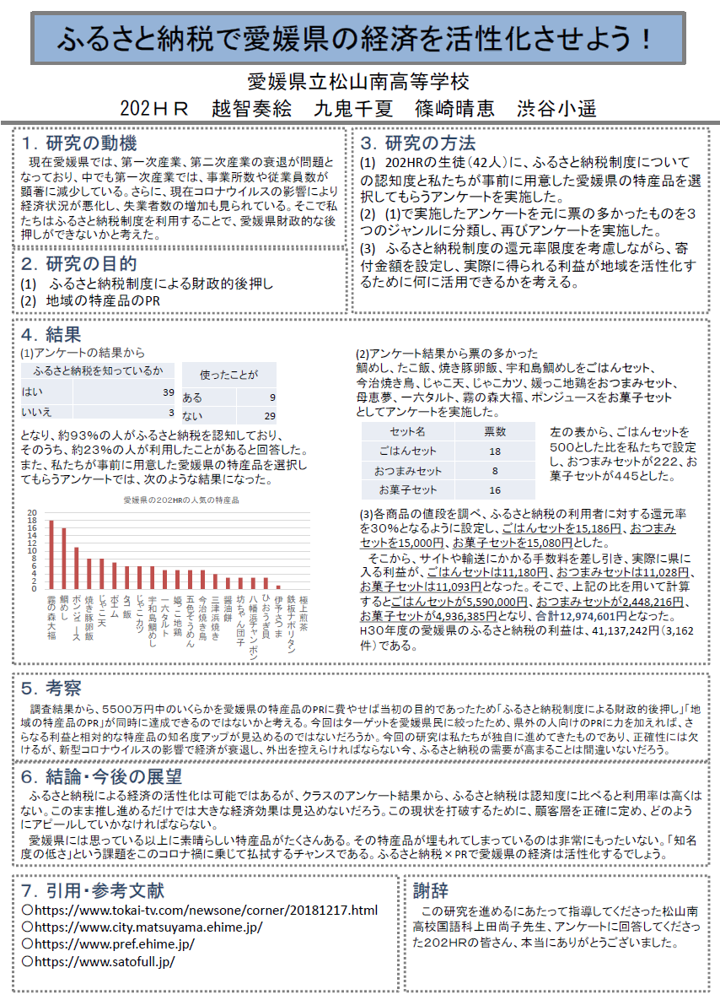 ふるさと納税で愛媛県の経済を活性化させよう！
愛媛県立松山南高等学校
202ＨＲ　越智奏絵　九鬼千夏　篠崎晴恵　渋谷小遥
１．研究の動機
現在愛媛県では、第一次産業、第二次産業の衰退が問題と
なっており、中でも第一次産業では、事業所数や従業員数が
顕著に減少している。さらに、現在コロナウイルスの影響により
経済状況が悪化し、失業者数の増加も見られている。そこで私
たちはふるさと納税制度を利用することで、愛媛県財政的な後
押しができないかと考えた。
２．研究の目的
(1)　ふるさと納税制度による財政的後押し
(2)　地域の特産品のPR
３．研究の方法
(1)　202HRの生徒（42人）に、ふるさと納税制度について
の認知度と私たちが事前に用意した愛媛県の特産品を選
択してもらうアンケートを実施した。
(2)　(1)で実施したアンケートを元に票の多かったものを３
つのジャンルに分類し、再びアンケートを実施した。
(3)　ふるさと納税制度の還元率限度を考慮しながら、寄
付金額を設定し、実際に得られる利益が地域を活性化す
るために何に活用できるかを考える。
４．結果
(1)アンケートの結果から
ふるさと納税を知っているか
はい 39
いいえ 3
使ったことが
ある 9
ない 29
となり、約９３％の人がふるさと納税を認知しており、
そのうち、約２３％の人が利用したことがあると回答した。
また、私たちが事前に用意した愛媛県の特産品を選択し
てもらうアンケートでは、次のような結果になった。
愛媛県の２０２HRの人気の特産品
20
18
16
14
12
10
8
6
4
2
0
霧の森大福
鯛めし
ポンジュース
焼き豚卵飯
じゃこ天
ポエム
タコ飯
じゃこカツ
宇和島鯛めし
一六タルト
媛っこ地鶏
五色そうめん
今治焼き鳥
三津浜焼き
醤油餅
坊ちゃん団子
八幡浜チャンポン
ひおうぎ貝
伊予さつま
鉄板ナポリタン
極上煎茶
(2)アンケート結果から票の多かった
鯛めし、たこ飯、焼き豚卵飯、宇和島鯛めしをごはんセット、
今治焼き鳥、じゃこ天、じゃこカツ、媛っこ地鶏をおつまみセット、
母恵夢、一六タルト、霧の森大福、ポンジュースをお菓子セット
としてアンケートを実施した。
セット名 票数
ごはんセット 18
おつまみセット 8
お菓子セット 16
左の表から、ごはんセットを
５００とした比を私たちで設定
し、おつまみセットが２２２、お
菓子セットが４４５とした。
(3)各商品の値段を調べ、ふるさと納税の利用者に対する還元率
を30％となるように設定し、ごはんセットを15,186円、おつまみ
セットを15,000円、お菓子セットを15,080円とした。
そこから、サイトや輸送にかかる手数料を差し引き、実際に県に
入る利益が、ごはんセットは11,180円、おつまみセットは11,028円、
お菓子セットは11,093円となった。そこで、上記の比を用いて計算
するとごはんセットが5,590,000円、おつまみセットが2,448,216円、
お菓子セットが4,936,385円となり、合計12,974,601円となった。
H30年度の愛媛県のふるさと納税の利益は、41,137,242円（3,162
件）である。
５．考察
調査結果から、５５００万円中のいくらかを愛媛県の特産品のPRに費やせば当初の目的であったため「ふるさと納税制度による財政的後押し」「地
域の特産品のPR」が同時に達成できるのではないかと考える。今回はターゲットを愛媛県民に絞ったため、県外の人向けのPRに力を加えれば、さ
らなる利益と相対的な特産品の知名度アップが見込めるのではないだろうか。今回の研究は私たちが独自に進めてきたものであり、正確性には欠
けるが、新型コロナウイルスの影響で経済が衰退し、外出を控えらければならない今、ふるさと納税の需要が高まることは間違いないだろう。
６．結論・今後の展望
ふるさと納税による経済の活性化は可能ではあるが、クラスのアンケート結果から、ふるさと納税は認知度に比べると利用率は高くは
ない。このまま推し進めるだけでは大きな経済効果は見込めないだろう。この現状を打破するために、顧客層を正確に定め、どのよう
にアピールしていかなければならない。
愛媛県には思っている以上に素晴らしい特産品がたくさんある。その特産品が埋もれてしまっているのは非常にもったいない。「知名
度の低さ」という課題をこのコロナ禍に乗じて払拭するチャンスである。ふるさと納税×PRで愛媛県の経済は活性化するでしょう。
７．引用・参考文献
〇https://www.tokai-tv.com/newsone/corner/20181217.html
〇https://www.city.matsuyama.ehime.jp/
〇https://www.pref.ehime.jp/
〇https://www.satofull.jp/
謝辞
この研究を進めるにあたって指導してくださった松山南
高校国語科上田尚子先生、アンケートに回答してくださっ
た２０２HRの皆さん、本当にありがとうございました。